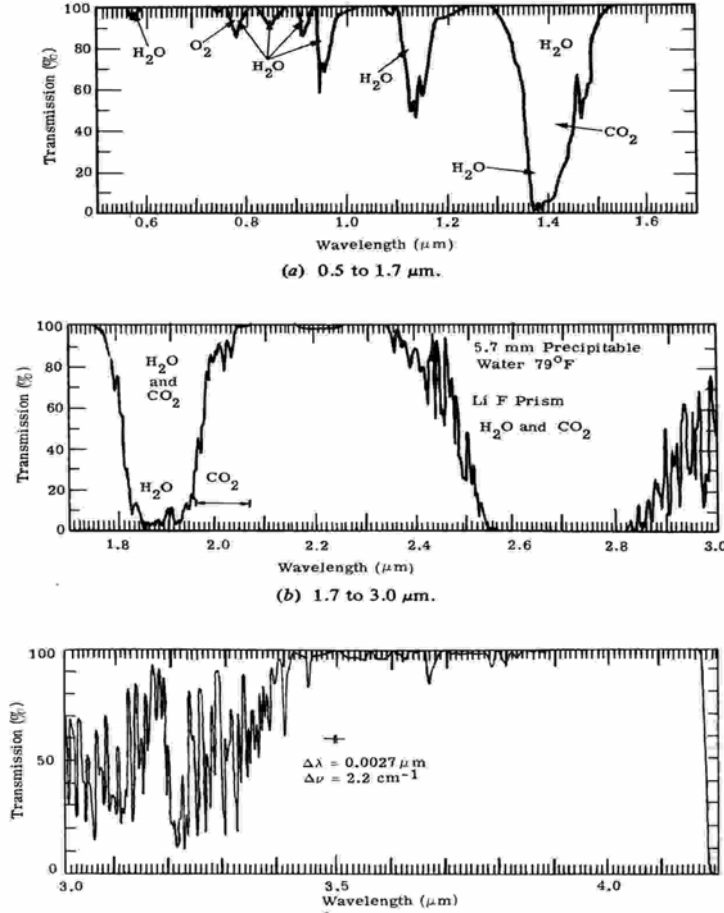 100
80
60
40
20
0
Transmission (%)
H₂O
O₂
H₂O
H₂O
H₂O
H₂O
CO₂
0.6 0.8 1.0 1.2 1.4 1.6
Wavelength (μm)
(a) 0.5 to 1.7 μm.
100
80
60
40
20
0
Transmission (%)
H₂O
and
CO₂
H₂O
CO₂
5.7 mm Precipitable
Water 79°F
Li F Prism
H₂O and CO₂
1.8 2.0 2.2 2.4 2.6 2.8 3.0
Wavelength (μm)
(b) 1.7 to 3.0 μm.
100
50
0
Transmission (%)
Δλ = 0.0027 μm
Δν = 2.2 cm⁻¹
3.0 3.5 4.0
Wavelength (μm)